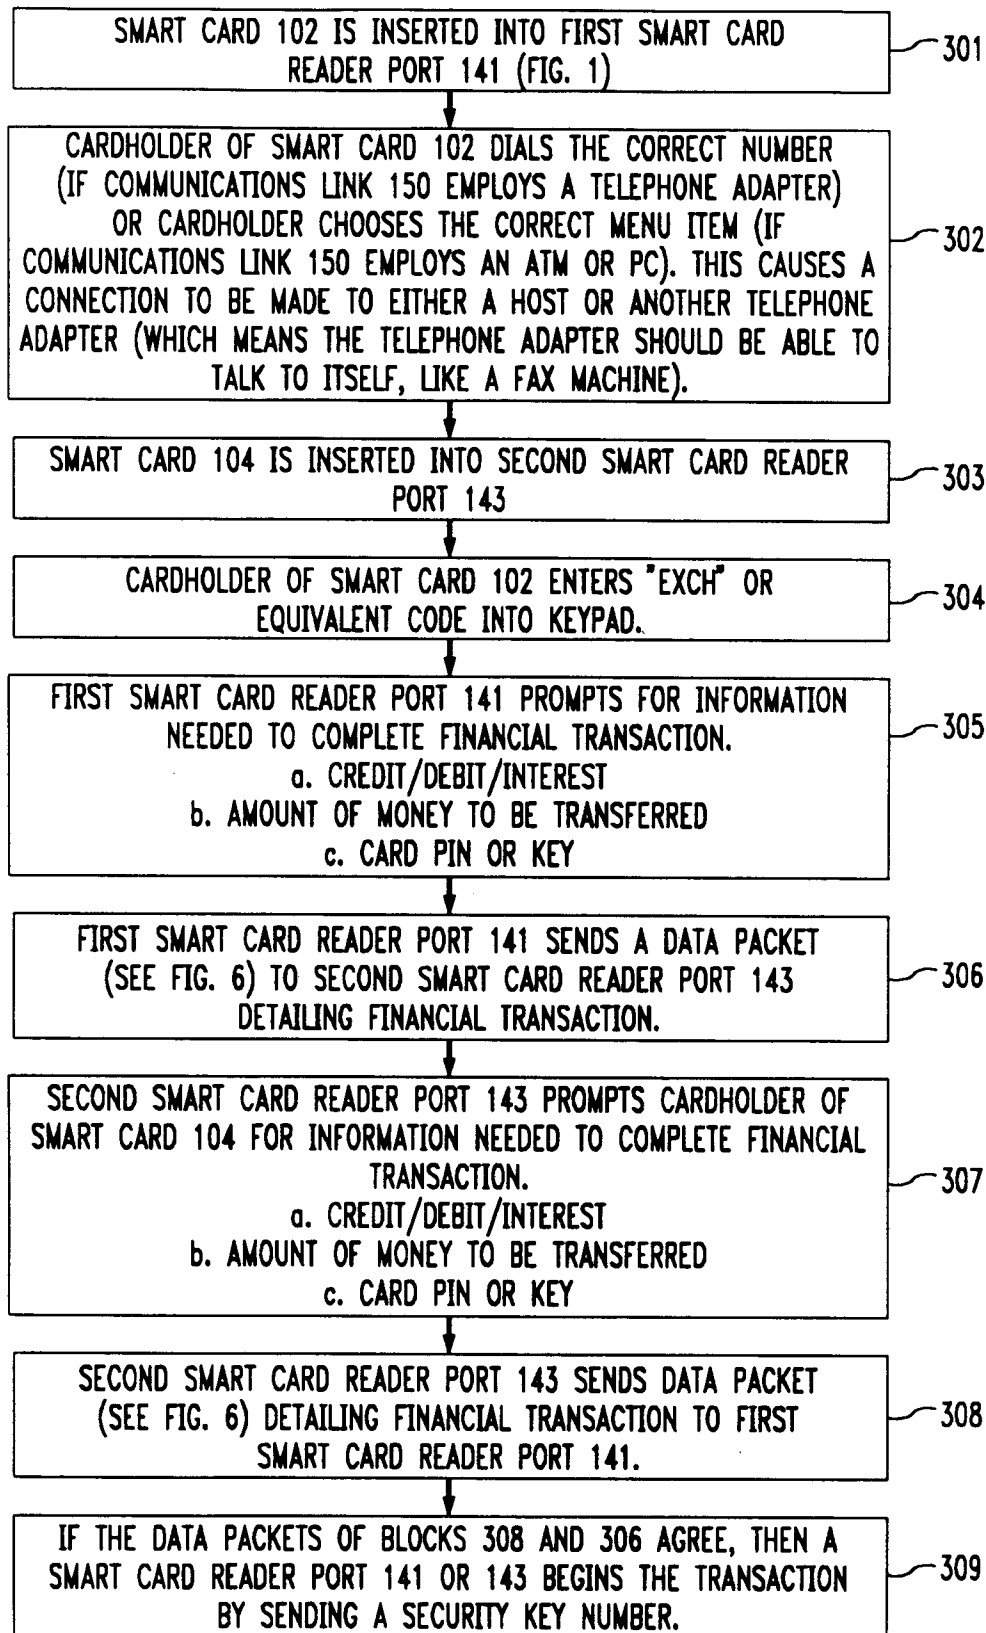 SMART CARD 102 IS INSERTED INTO FIRST SMART CARD
READER PORT 141 (FIG. 1)
301
CARDHOLDER OF SMART CARD 102 DIALS THE CORRECT NUMBER
(IF COMMUNICATIONS LINK 150 EMPLOYS A TELEPHONE ADAPTER)
OR CARDHOLDER CHOOSES THE CORRECT MENU ITEM (IF
COMMUNICATIONS LINK 150 EMPLOYS AN ATM OR PC). THIS CAUSES A
CONNECTION TO BE MADE TO EITHER A HOST OR ANOTHER TELEPHONE
ADAPTER (WHICH MEANS THE TELEPHONE ADAPTER SHOULD BE ABLE TO
TALK TO ITSELF, LIKE A FAX MACHINE).
302
SMART CARD 104 IS INSERTED INTO SECOND SMART CARD READER
PORT 143
303
CARDHOLDER OF SMART CARD 102 ENTERS "EXCH" OR
EQUIVALENT CODE INTO KEYPAD.
304
FIRST SMART CARD READER PORT 141 PROMPTS FOR INFORMATION
NEEDED TO COMPLETE FINANCIAL TRANSACTION.
a. CREDIT/DEBIT/INTEREST
b. AMOUNT OF MONEY TO BE TRANSFERRED
c. CARD PIN OR KEY
305
FIRST SMART CARD READER PORT 141 SENDS A DATA PACKET
(SEE FIG. 6) TO SECOND SMART CARD READER PORT 143
DETAILING FINANCIAL TRANSACTION.
306
SECOND SMART CARD READER PORT 143 PROMPTS CARDHOLDER OF
SMART CARD 104 FOR INFORMATION NEEDED TO COMPLETE FINANCIAL
TRANSACTION.
a. CREDIT/DEBIT/INTEREST
b. AMOUNT OF MONEY TO BE TRANSFERRED
c. CARD PIN OR KEY
307
SECOND SMART CARD READER PORT 143 SENDS DATA PACKET
(SEE FIG. 6) DETAILING FINANCIAL TRANSACTION TO FIRST
SMART CARD READER PORT 141.
308
IF THE DATA PACKETS OF BLOCKS 308 AND 306 AGREE, THEN A
SMART CARD READER PORT 141 OR 143 BEGINS THE TRANSACTION
BY SENDING A SECURITY KEY NUMBER.
309